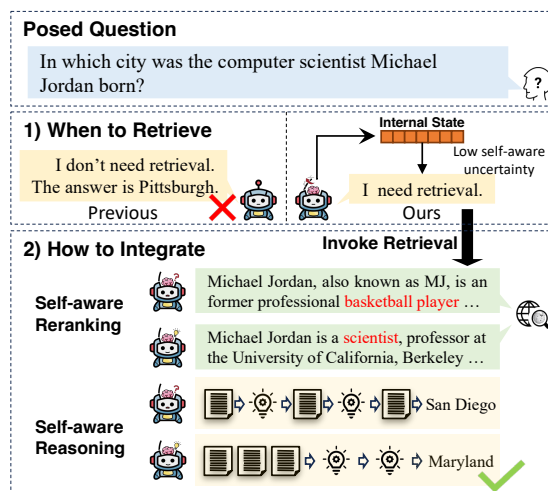 Posed Question
In which city was the computer scientist Michael
Jordan born?
?
1) When to Retrieve
I don't need retrieval.
The answer is Pittsburgh.
Previous
Internal State
Low self-aware
uncertainty
I need retrieval.
Ours
2) How to Integrate
Invoke Retrieval
Self-aware
Reranking
Michael Jordan, also known as MJ, is an
former professional basketball player …
Michael Jordan is a scientist, professor at
the University of California, Berkeley …
Self-aware
Reasoning
San Diego
Maryland